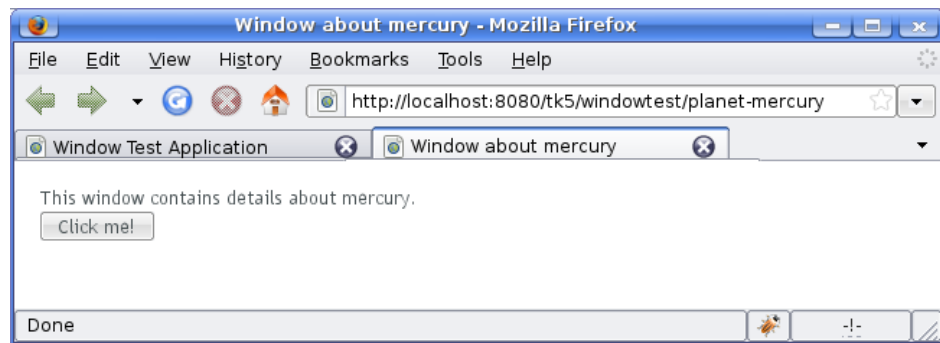 Window about mercury - Mozilla Firefox
File Edit View History Bookmarks Tools Help
http://localhost:8080/tk5/windowtest/planet-mercury
Window Test Application Window about mercury
This window contains details about mercury.
Click me!
Done -!-